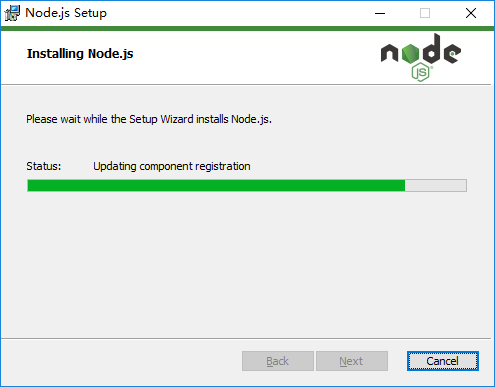 Node.js Setup
Installing Node.js
node
JS
Please wait while the Setup Wizard installs Node.js.
Status: Updating component registration
Back Next Cancel